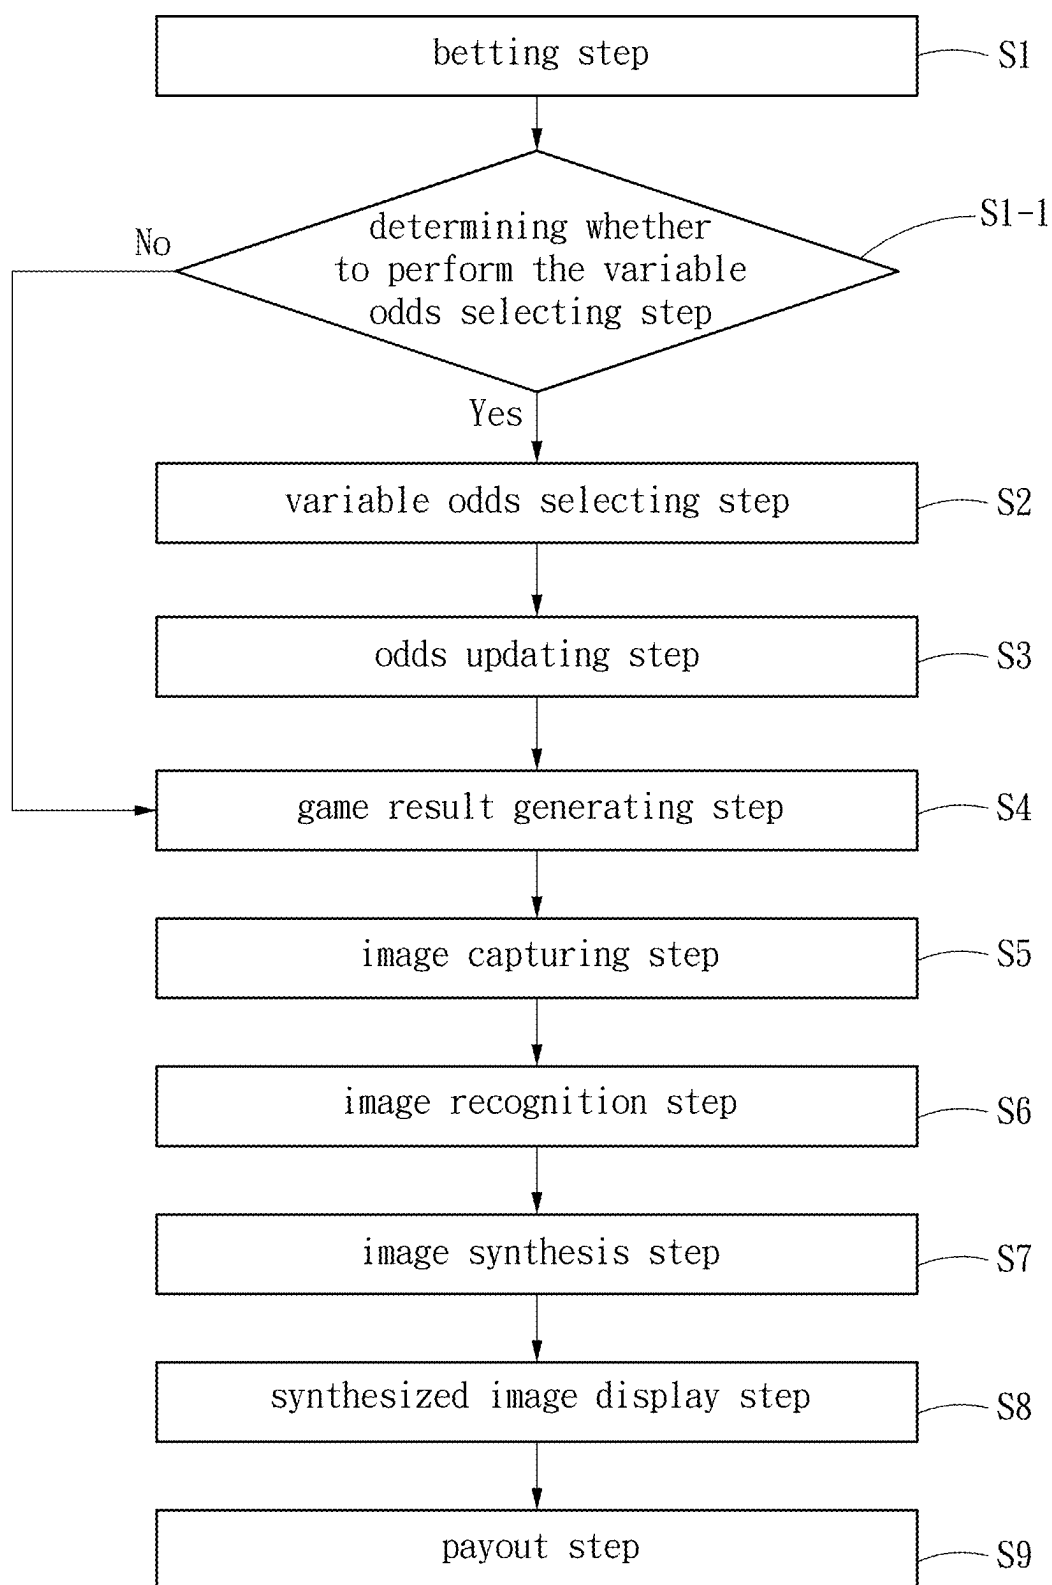 betting step
S1
determining whether
to perform the variable
odds selecting step
S1-1
No
Yes
variable odds selecting step
S2
odds updating step
S3
game result generating step
S4
image capturing step
S5
image recognition step
S6
image synthesis step
S7
synthesized image display step
S8
payout step
S9